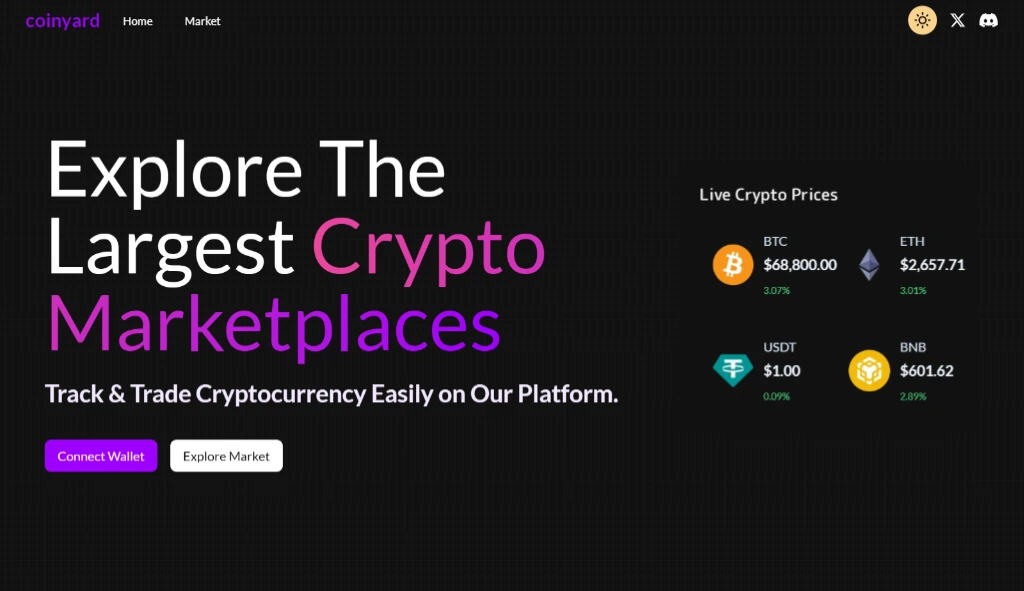 coinyard Home Market
Explore The
Largest Crypto
Marketplaces
Track & Trade Cryptocurrency Easily on Our Platform.
Connect Wallet Explore Market
Live Crypto Prices
BTC
$68,800.00
3.07%
ETH
$2,657.71
3.01%
USDT
$1.00
0.09%
BNB
$601.62
2.89%